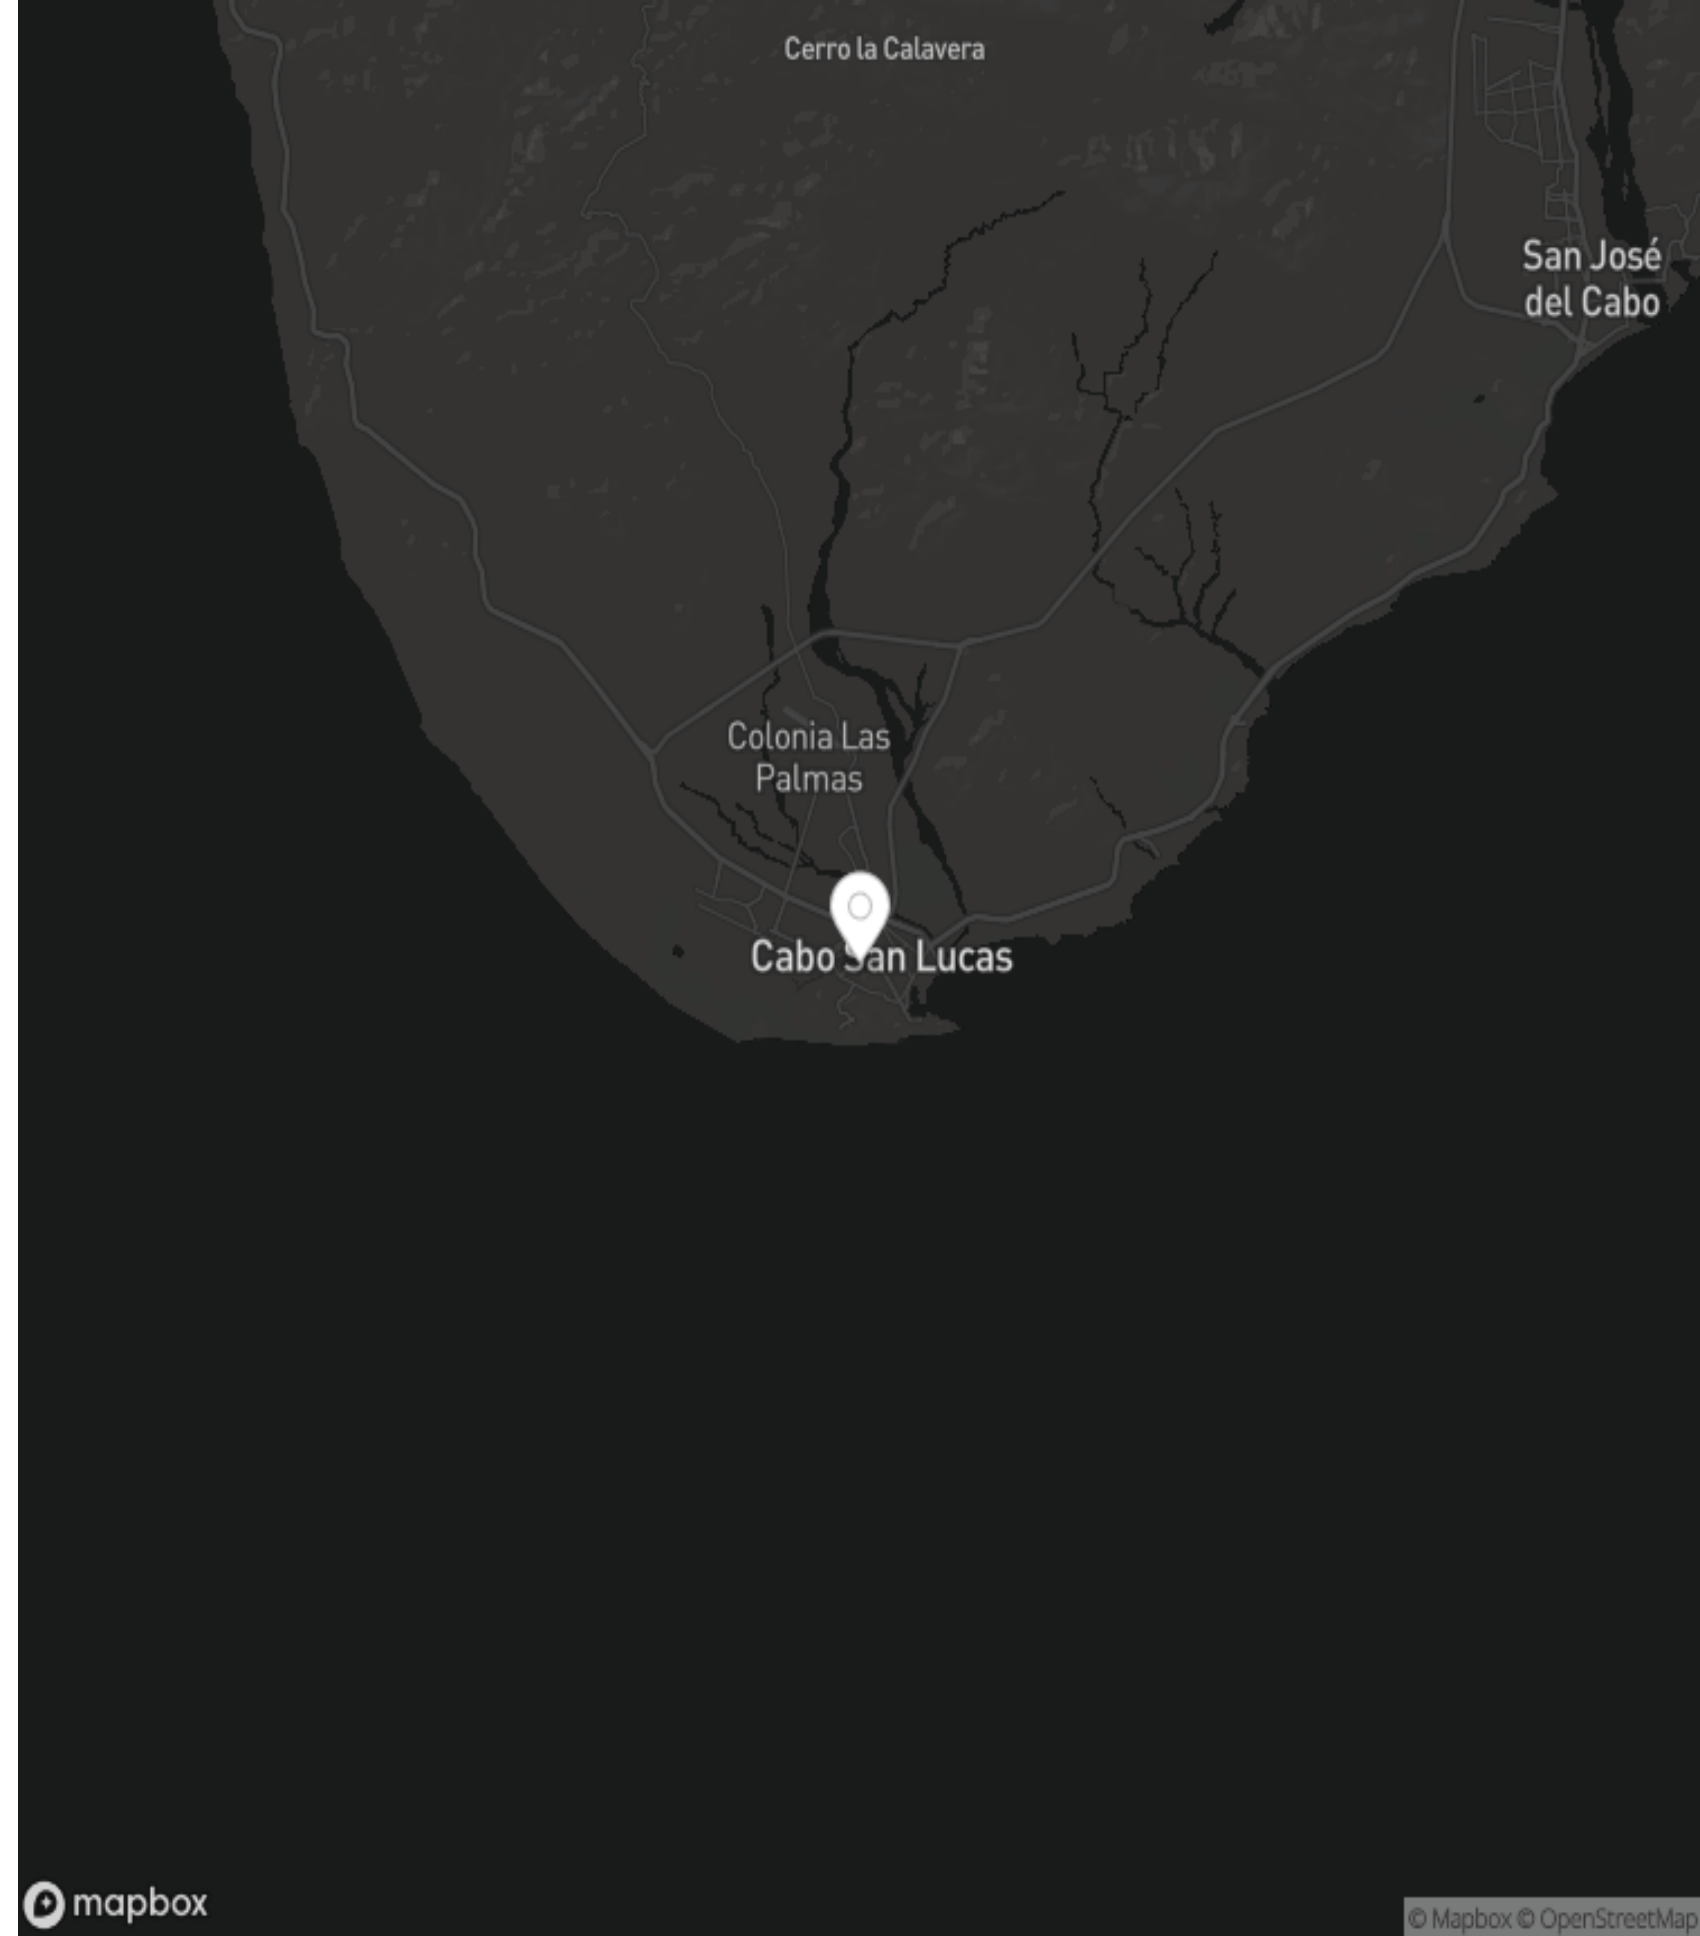 Cerro la Calavera
San José
del Cabo
Colonia Las
Palmas
Cabo San Lucas
mapbox
© Mapbox © OpenStreetMap